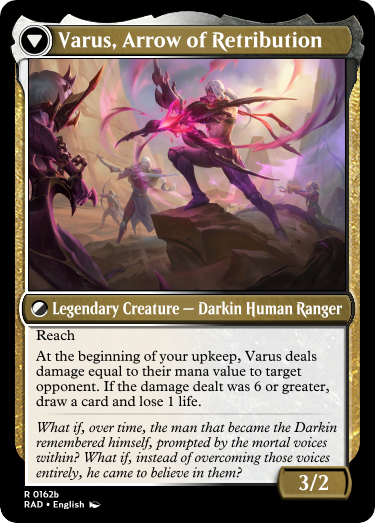 Varus, Arrow of Retribution
Legendary Creature — Darkin Human Ranger
Reach
At the beginning of your upkeep, Varus deals
damage equal to their mana value to target
opponent. If the damage dealt was 6 or greater,
draw a card and lose 1 life.
What if, over time, the man that became the Darkin
remembered himself, prompted by the mortal voices
within? What if, instead of overcoming those voices
entirely, he came to believe in them?
3/2
R 0162b
RAD • English